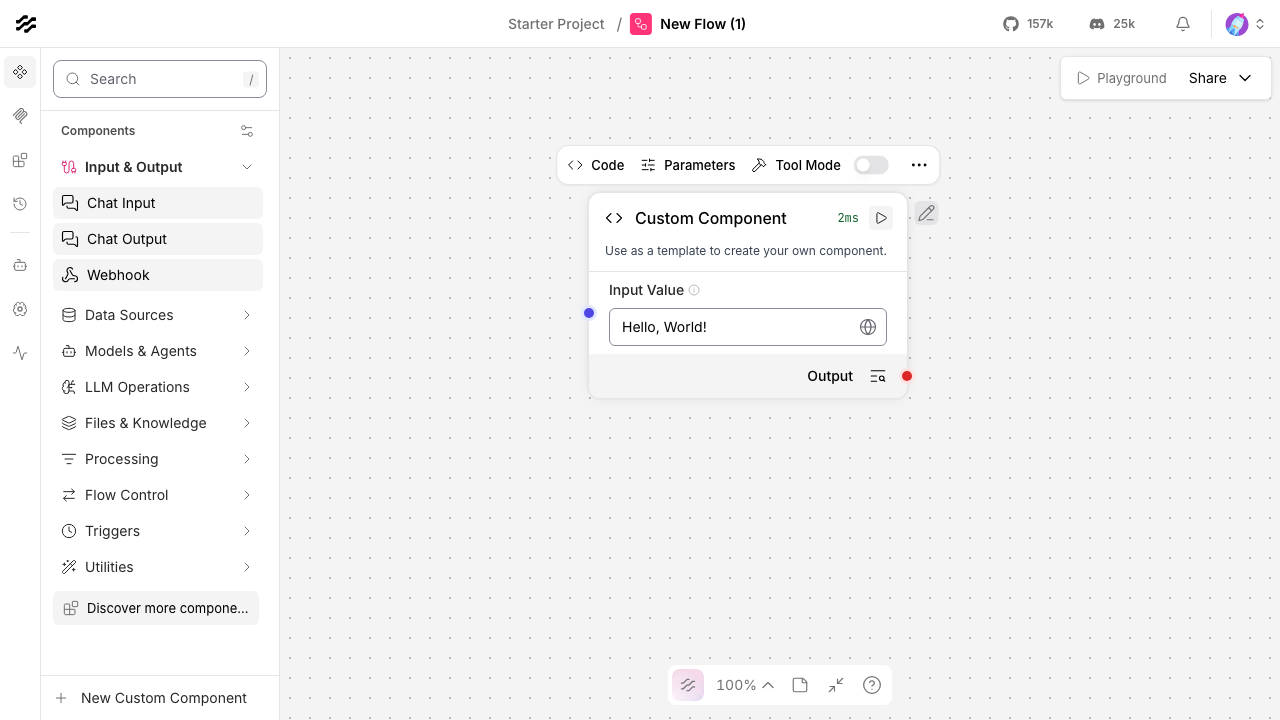 Starter Project / New Flow (1)
157k
25k
Search /
Playground
Share
Components
Input & Output
Chat Input
Chat Output
Webhook
Data Sources
Models & Agents
LLM Operations
Files & Knowledge
Processing
Flow Control
Triggers
Utilities
Discover more compone...
New Custom Component
Code
Parameters
Tool Mode
Custom Component
2ms
Use as a template to create your own component.
Input Value
Hello, World!
Output
100%